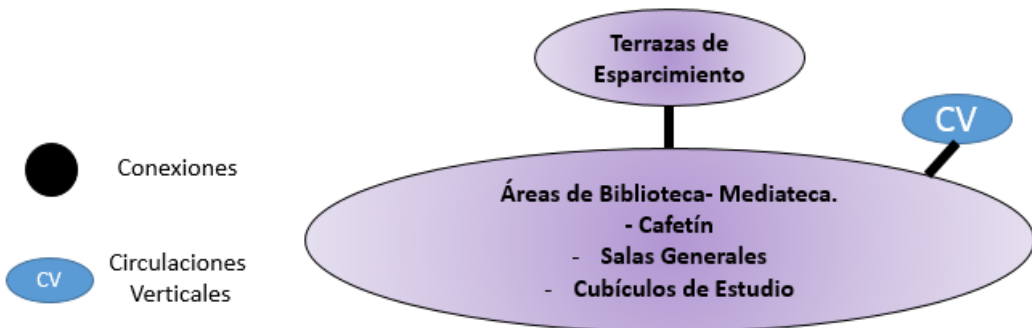 Terrazas de
Esparcimiento
CV
Conexiones
Áreas de Biblioteca- Mediateca.
- Cafetín
- Salas Generales
- Cubículos de Estudio
CV
Circulaciones
Verticales